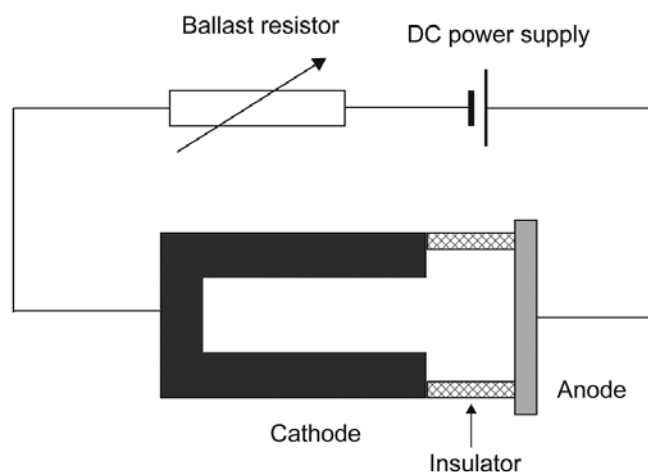 Ballast resistor
DC power supply
Anode
Cathode
Insulator